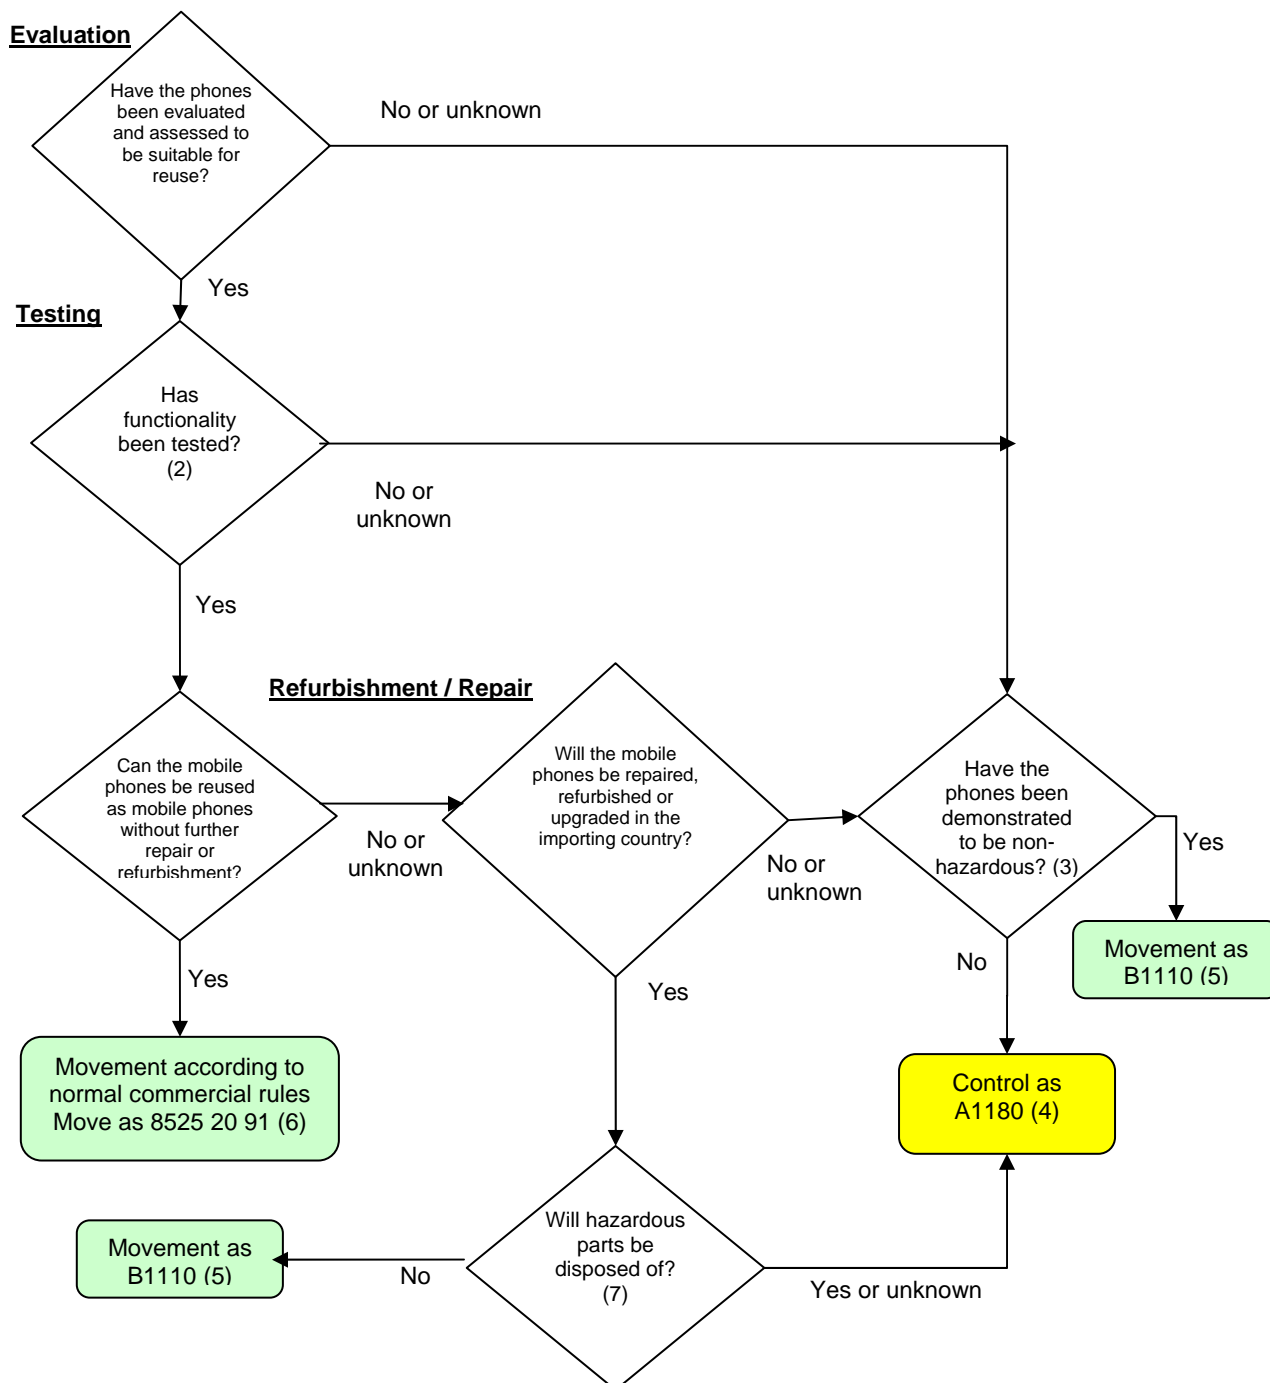 Evaluation
Have the phones
been evaluated
and assessed to
be suitable for
reuse?
No or unknown
Yes
Testing
Has
functionality
been tested?
(2)
No or
unknown
Yes
Refurbishment / Repair
Can the mobile
phones be reused
as mobile phones
without further
repair or
refurbishment?
No or
unknown
Will the mobile
phones be repaired,
refurbished or
upgraded in the
importing country?
No or
unknown
Have the
phones been
demonstrated
to be non-
hazardous? (3)
Yes
Movement as
B1110 (5)
No
Yes
Yes
Movement according to
normal commercial rules
Move as 8525 20 91 (6)
Control as
A1180 (4)
Will hazardous
parts be
disposed of?
(7)
Movement as
B1110 (5)
No
Yes or unknown